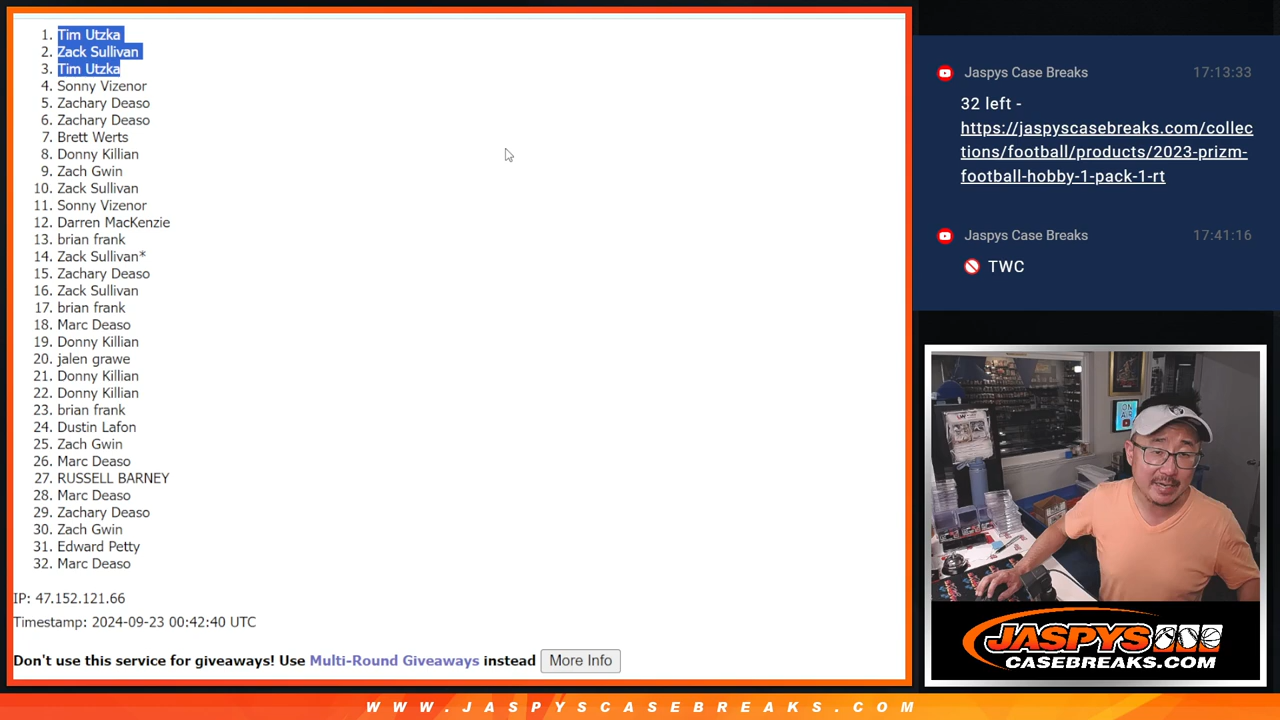 1. Tim Utzka
2. Zack Sullivan
3. Tim Utzka
4. Sonny Vizenor
5. Zachary Deaso
6. Zachary Deaso
7. Brett Werts
8. Donny Killian
9. Zach Gwin
10. Zack Sullivan
11. Sonny Vizenor
12. Darren MacKenzie
13. brian frank
14. Zack Sullivan*
15. Zachary Deaso
16. Zack Sullivan
17. brian frank
18. Marc Deaso
19. Donny Killian
20. jalen grawe
21. Donny Killian
22. Donny Killian
23. brian frank
24. Dustin Lafon
25. Zach Gwin
26. Marc Deaso
27. RUSSELL BARNEY
28. Marc Deaso
29. Zachary Deaso
30. Zach Gwin
31. Edward Petty
32. Marc Deaso
IP: 47.152.121.66
Timestamp: 2024-09-23 00:42:40 UTC
Don't use this service for giveaways! Use Multi-Round Giveaways instead More Info
Jaspys Case Breaks 17:13:33
32 left -
https://jaspyscasebreaks.com/collec
tions/football/products/2023-prizm-
football-hobby-1-pack-1-rt
Jaspys Case Breaks 17:41:16
🚫 TWC
ON
AIR
JASPYS
CASEBREAKS.COM
WWW.JASPYSCASEBREAKS.COM